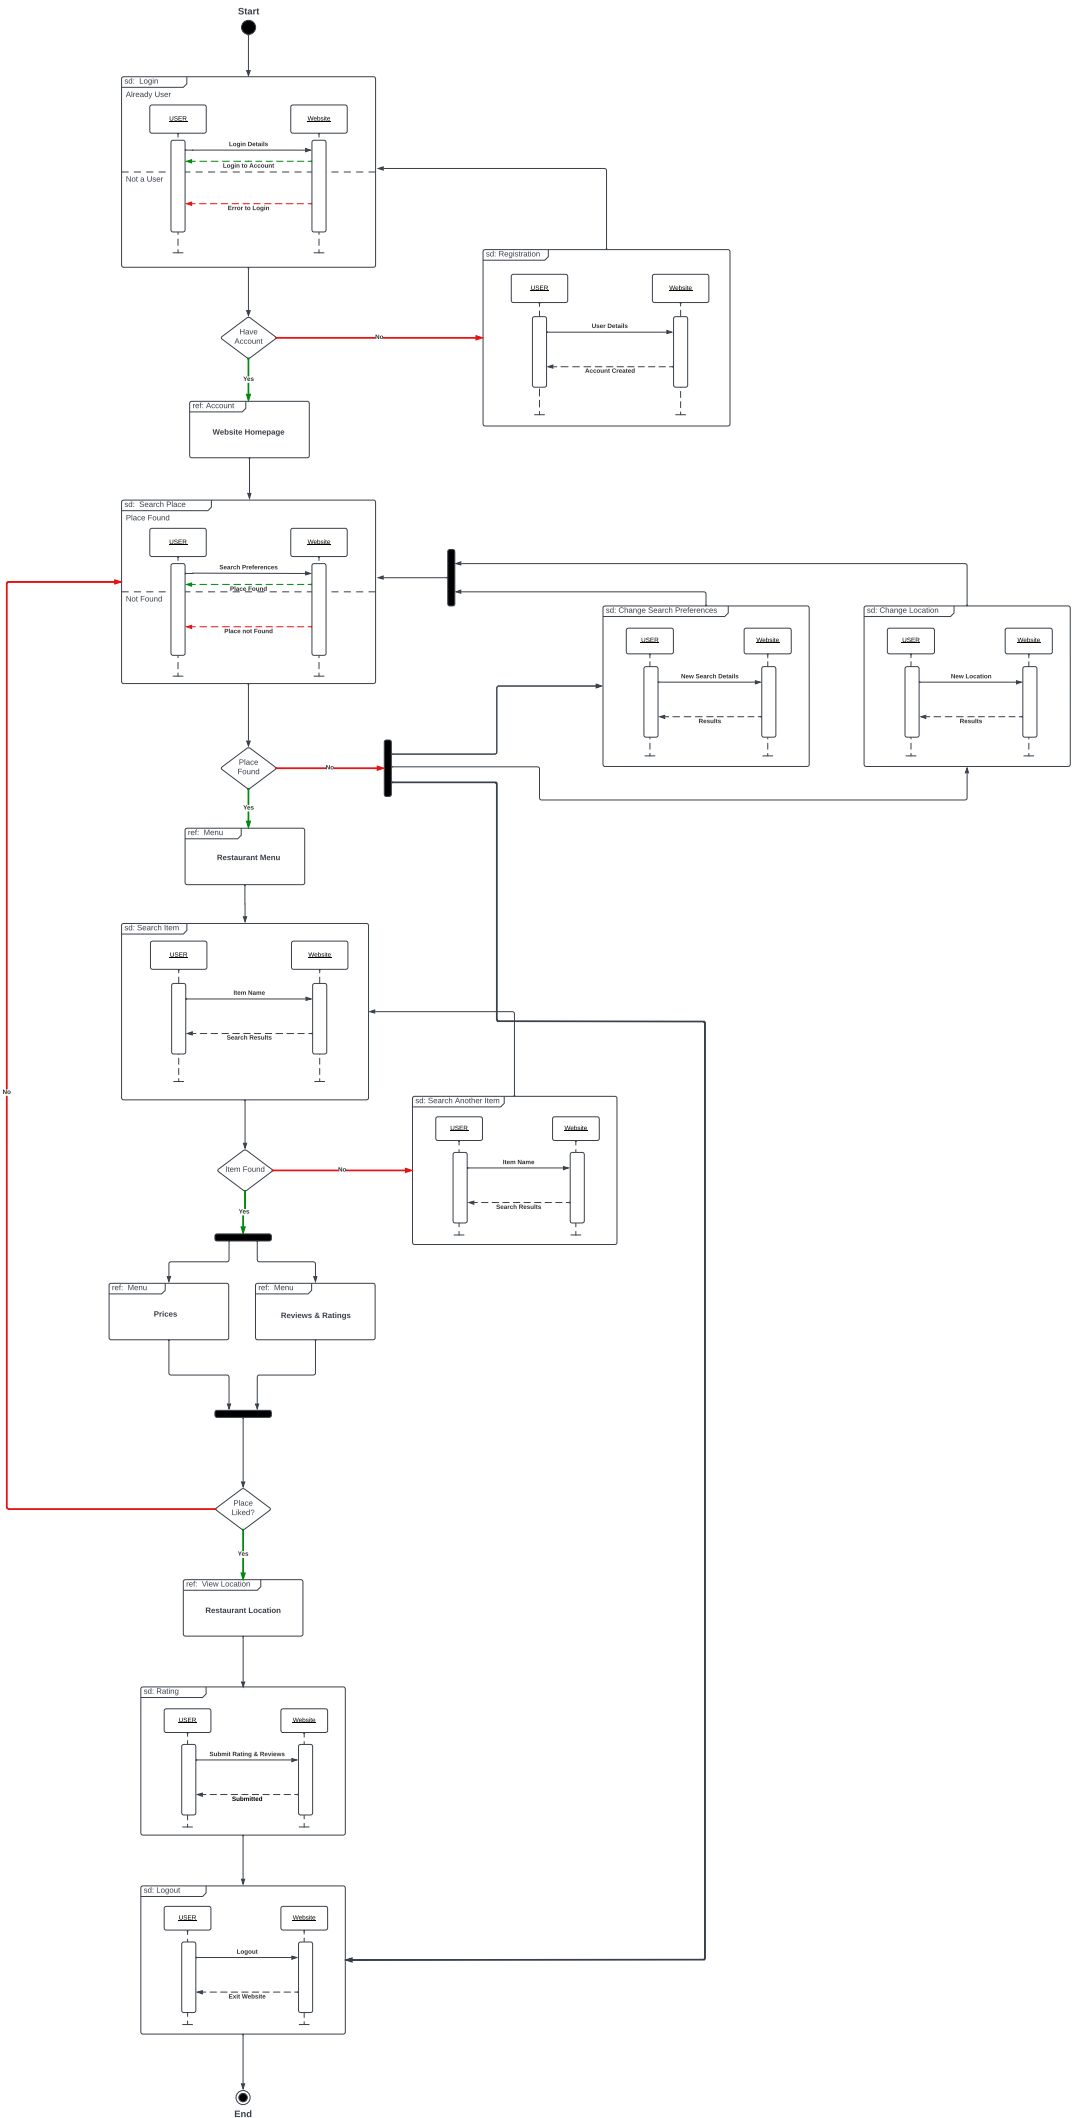 Start
sd:  Login
Already User
USER
Website
Login Details
Login to Account
Not a User
Error to Login
sd: Registration
USER
Website
User Details
Account Created
Have
Account
No
Yes
ref: Account
Website Homepage
sd:  Search Place
Place Found
USER
Website
Search Preferences
Place Found
Not Found
Place not Found
sd: Change Search Preferences
USER
Website
New Search Details
Results
sd: Change Location
USER
Website
New Location
Results
Place
Found
No
Yes
ref:  Menu
Restaurant Menu
sd: Search Item
USER
Website
Item Name
Search Results
No
sd: Search Another Item
USER
Website
Item Name
Search Results
Item Found
No
Yes
ref:  Menu
Prices
ref:  Menu
Reviews & Ratings
Place
Liked?
Yes
ref:  View Location
Restaurant Location
sd: Rating
USER
Website
Submit Rating & Reviews
Submitted
sd: Logout
USER
Website
Logout
Exit Website
End